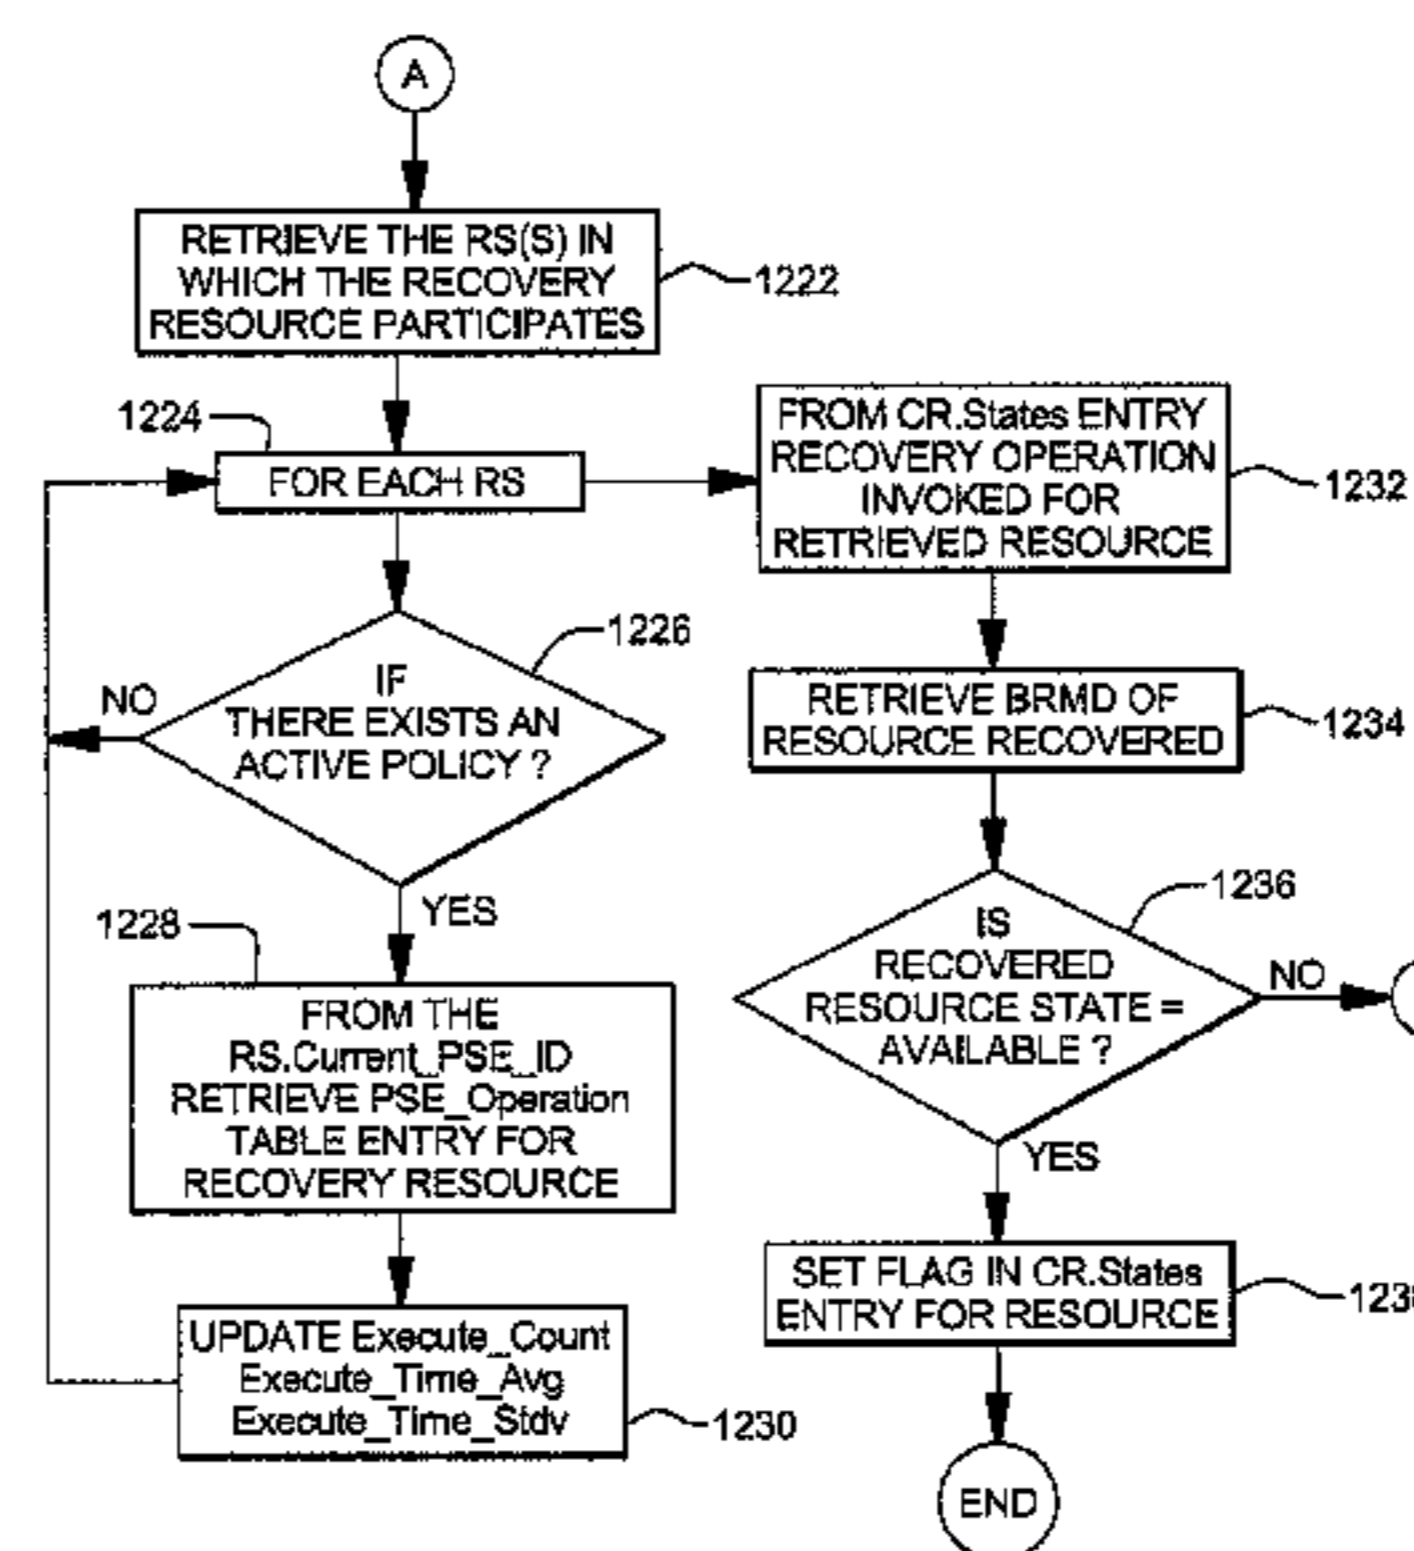 A
RETRIEVE THE RS(S) IN
WHICH THE RECOVERY
RESOURCE PARTICIPATES
1222
1224
FOR EACH RS
IF
THERE EXISTS AN
ACTIVE POLICY ?
1226
NO
YES
1228
FROM THE
RS.Current_PSE_ID
RETRIEVE PSE_Operation
TABLE ENTRY FOR
RECOVERY RESOURCE
UPDATE Execute_Count
Execute_Time_Avg
Execute_Time_Stdv
1230
FROM CR.States ENTRY
RECOVERY OPERATION
INVOKED FOR
RETRIEVED RESOURCE
1232
RETRIEVE BRMD OF
RESOURCE RECOVERED
1234
IS
RECOVERED
RESOURCE STATE =
AVAILABLE ?
1236
NO
YES
SET FLAG IN CR.States
ENTRY FOR RESOURCE
END